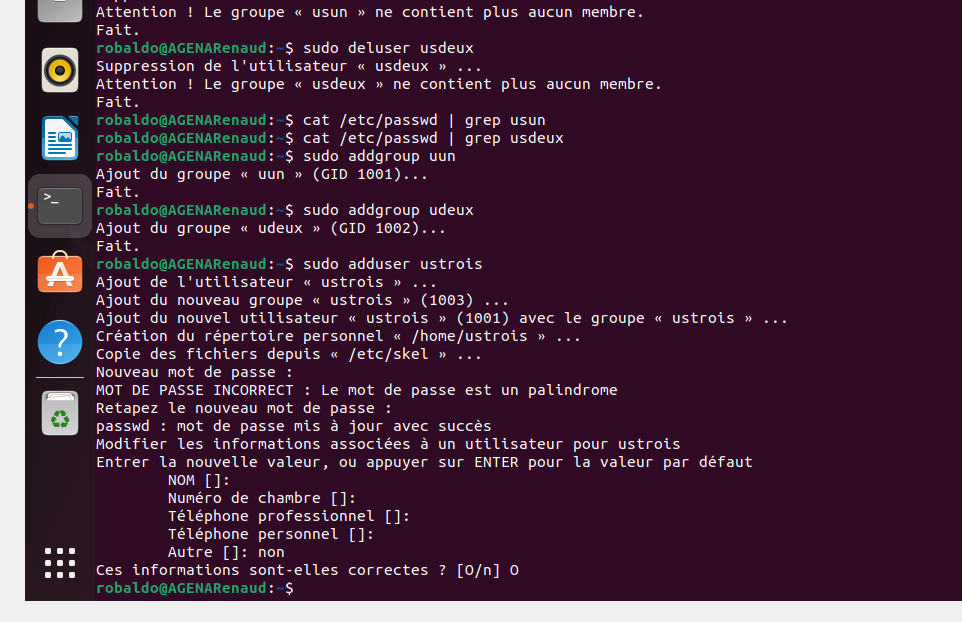 Attention ! Le groupe « usun » ne contient plus aucun membre.
Fait.
robaldo@AGENARenaud:~$ sudo deluser usdeux
Suppression de l'utilisateur « usdeux » ...
Attention ! Le groupe « usdeux » ne contient plus aucun membre.
Fait.
robaldo@AGENARenaud:~$ cat /etc/passwd | grep usun
robaldo@AGENARenaud:~$ cat /etc/passwd | grep usdeux
robaldo@AGENARenaud:~$ sudo addgroup uun
Ajout du groupe « uun » (GID 1001)...
Fait.
robaldo@AGENARenaud:~$ sudo addgroup udeux
Ajout du groupe « udeux » (GID 1002)...
Fait.
robaldo@AGENARenaud:~$ sudo adduser ustrois
Ajout de l'utilisateur « ustrois » ...
Ajout du nouveau groupe « ustrois » (1003) ...
Ajout du nouvel utilisateur « ustrois » (1001) avec le groupe « ustrois » ...
Création du répertoire personnel « /home/ustrois » ...
Copie des fichiers depuis « /etc/skel » ...
Nouveau mot de passe :
MOT DE PASSE INCORRECT : Le mot de passe est un palindrome
Retapez le nouveau mot de passe :
passwd : mot de passe mis à jour avec succès
Modifier les informations associées à un utilisateur pour ustrois
Entrer la nouvelle valeur, ou appuyer sur ENTER pour la valeur par défaut
NOM []:
Numéro de chambre []:
Téléphone professionnel []:
Téléphone personnel []:
Autre []: non
Ces informations sont-elles correctes ? [O/n] O
robaldo@AGENARenaud:~$